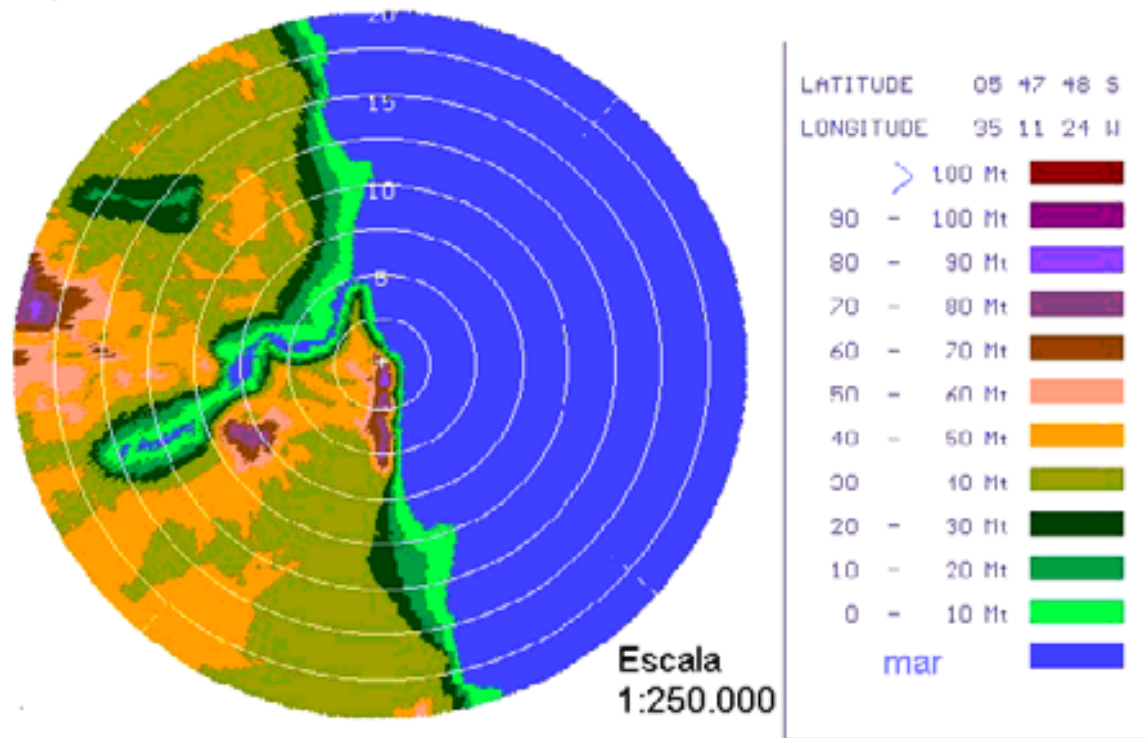 20
15
10
5
Escala
1:250.000
LATITUDE 05 47 48 S
LONGITUDE 35 11 24 W
> 100 Mt
90 - 100 Mt
80 - 90 Mt
70 - 80 Mt
60 - 70 Mt
50 - 60 Mt
40 - 50 Mt
30 40 Mt
20 - 30 Mt
10 - 20 Mt
0 - 10 Mt
mar